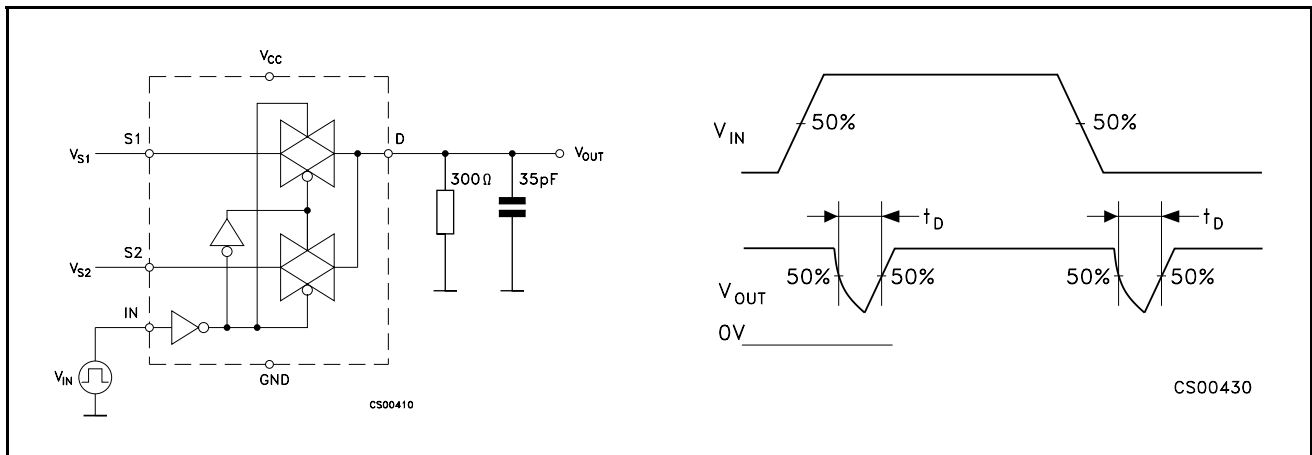 VCC
S1
D
VS1
VOUT
300Ω
35pF
S2
VS2
IN
VIN
GND
CS00410
VIN
50%
50%
tD
tD
50%
50%
50%
50%
VOUT
0V
CS00430